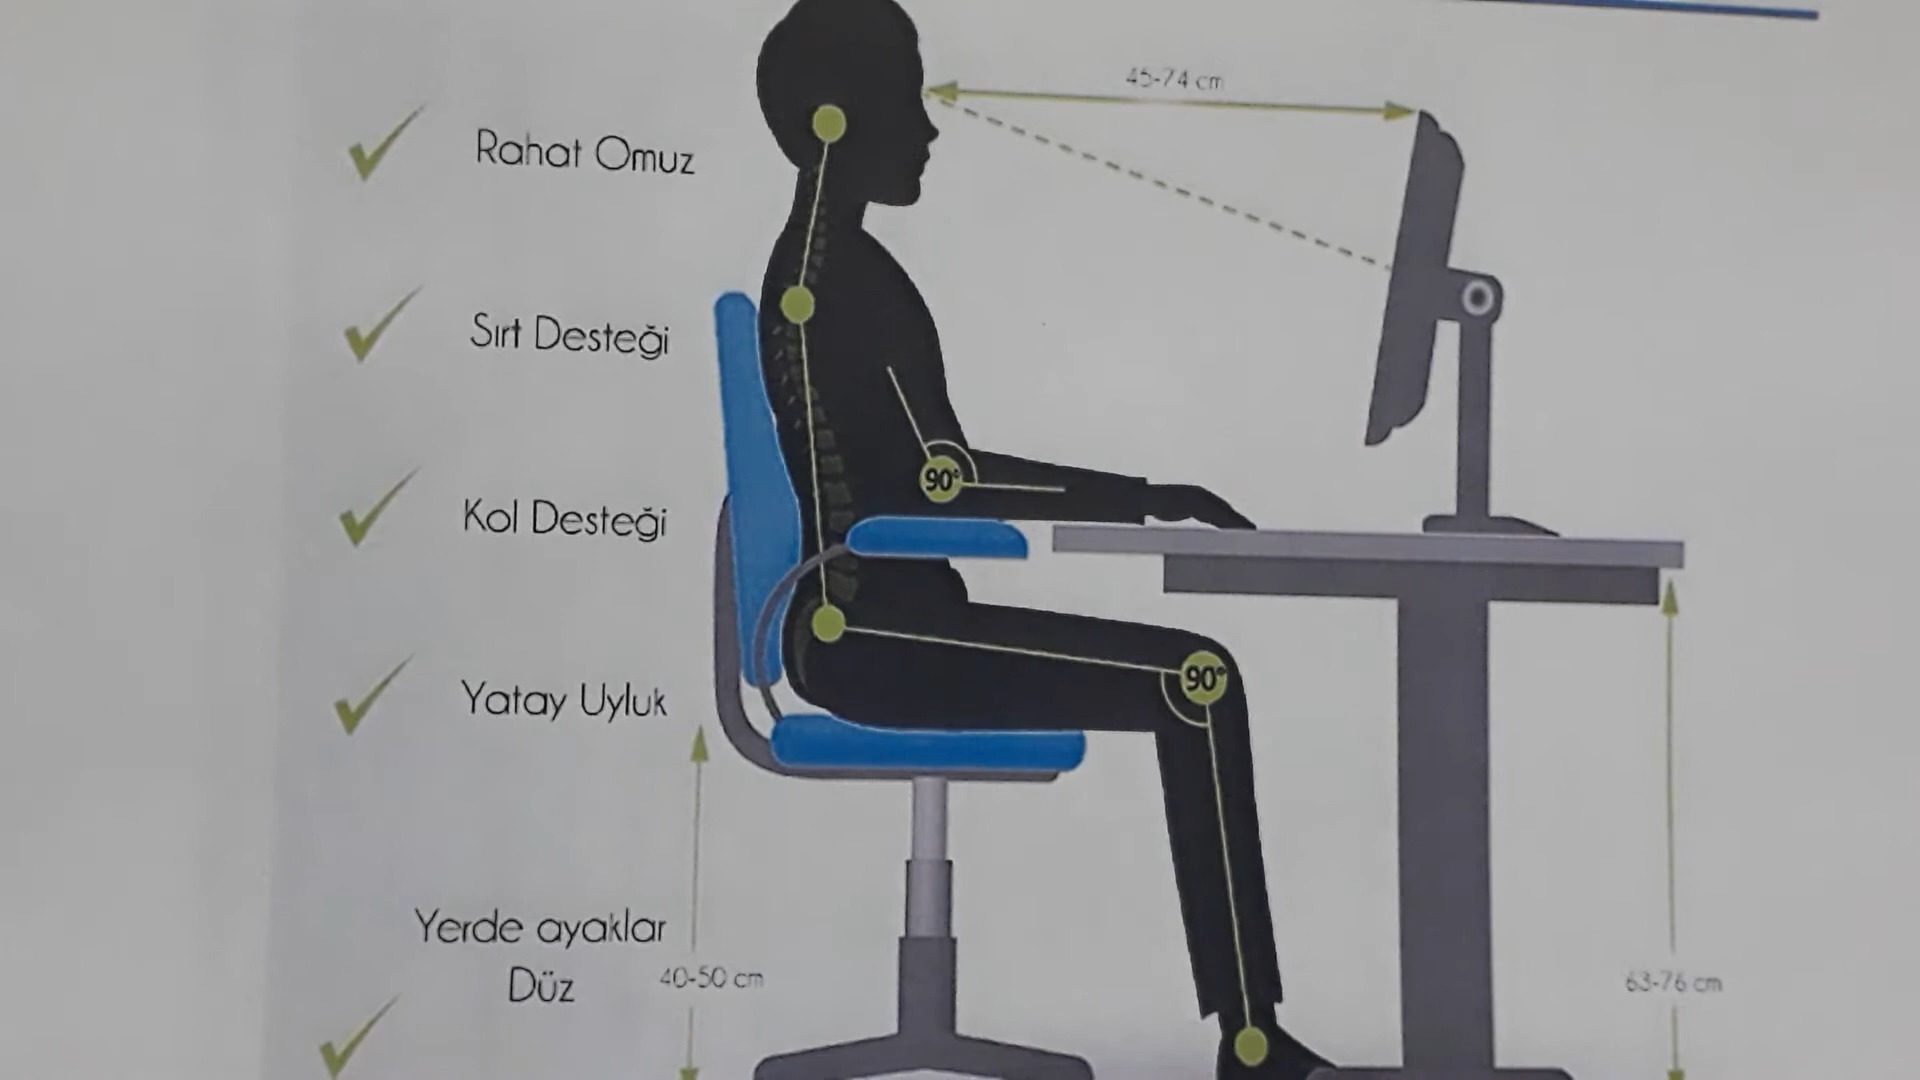 45-74 cm
Rahat Omuz
Sırt Desteği
Kol Desteği
90°
Yatay Uyluk
90°
Yerde ayaklar
Düz
40-50 cm
63-76 cm